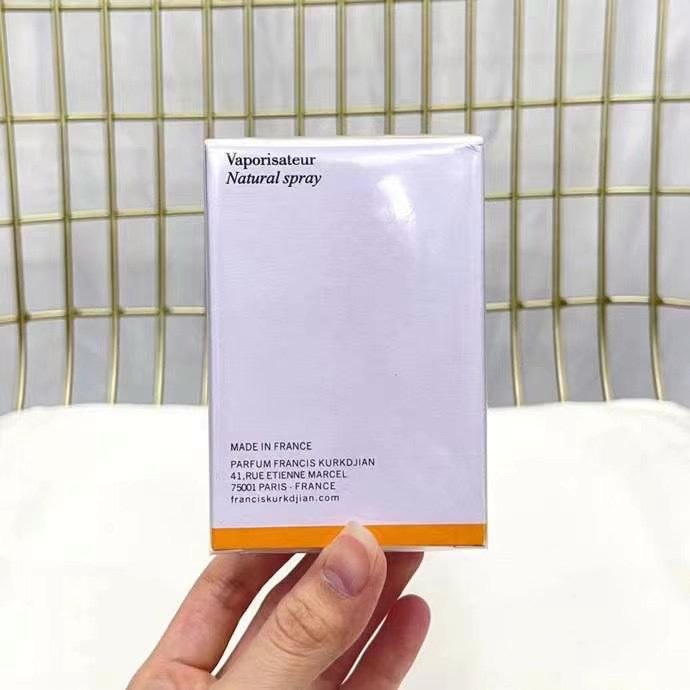 Vaporisateur
Natural spray
MADE IN FRANCE
PARFUM FRANCIS KURKDJIAN
41,RUE ETIENNE MARCEL
75001 PARIS - FRANCE
franciskurkdjian.com